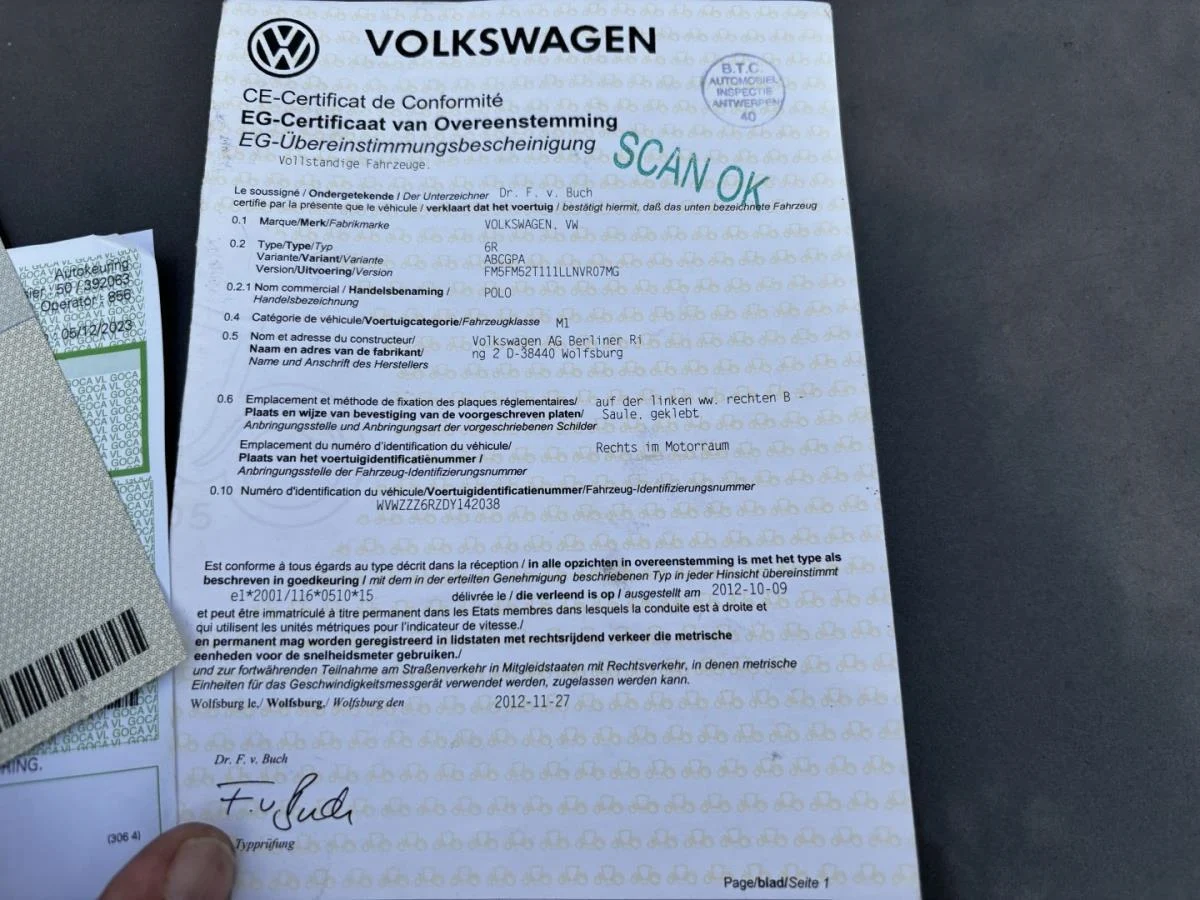 VOLKSWAGEN
B.T.C.
AUTOMOBIEL
INSPECTIE
ANTWERPEN
40
CE-Certificat de Conformité
EG-Certificaat van Overeenstemming
EG-Übereinstimmungsbescheinigung
Vollstandige Fahrzeuge.
SCAN OK
Le soussigné / Ondergetekende / Der Unterzeichner Dr. F. v. Buch
certifie par la présente que le véhicule / verklaart dat het voertuig / bestätigt hiermit, daß das unten bezeichnete Fahrzeug
0.1 Marque/Merk/Fabrikmarke VOLKSWAGEN, VW
0.2 Type/Type/Typ 6R
Variante/Variant/Variante ABCGPA
Version/Uitvoering/Version FM5FM52T111LLNVR07MG
0.2.1 Nom commercial / Handelsbenaming / POLO
Handelsbezeichnung
0.4 Catégorie de véhicule/Voertuigcategorie/Fahrzeugklasse M1
0.5 Nom et adresse du constructeur/ Volkswagen AG Berliner Ri
Naam en adres van de fabrikant/ ng 2 D-38440 Wolfsburg
Name und Anschrift des Herstellers
0.6 Emplacement et méthode de fixation des plaques réglementaires/ auf der linken ww. rechten B -
Plaats en wijze van bevestiging van de voorgeschreven platen/ Saule, geklebt
Anbringungsstelle und Anbringungsart der vorgeschriebenen Schilder
Emplacement du numéro d'identification du véhicule/ Rechts im Motorraum
Plaats van het voertuigidentificatienummer /
Anbringungsstelle der Fahrzeug-Identifizierungsnummer
0.10 Numéro d'identification du véhicule/Voertuigidentificatienummer/Fahrzeug-Identifizierungsnummer
WVWZZZ6RZDY142038
Est conforme à tous égards au type décrit dans la réception / in alle opzichten in overeenstemming is met het type als
beschreven in goedkeuring / mit dem in der erteilten Genehmigung beschriebenen Typ in jeder Hinsicht übereinstimmt
e1*2001/116*0510*15 délivrée le / die verleend is op / ausgestellt am 2012-10-09
et peut être immatriculé à titre permanent dans les Etats membres dans lesquels la conduite est à droite et
qui utilisent les unités métriques pour l'indicateur de vitesse./
en permanent mag worden geregistreerd in lidstaten met rechtsrijdend verkeer die metrische
eenheden voor de snelheidsmeter gebruiken./
und zur fortwährenden Teilnahme am Straßenverkehr in Mitgleidstaaten mit Rechtsverkehr, in denen metrische
Einheiten für das Geschwindigkeitsmessgerät verwendet werden, zugelassen werden kann.
Wolfsburg le./ Wolfsburg./ Wolfsburg den 2012-11-27
Dr. F. v. Buch
F. v. Buch
Typprüfung
Page/blad/Seite 1
Autokeuring
50 / 392063
Operator : 856
05/12/2023
GOCA VL GOCA
(306 4)